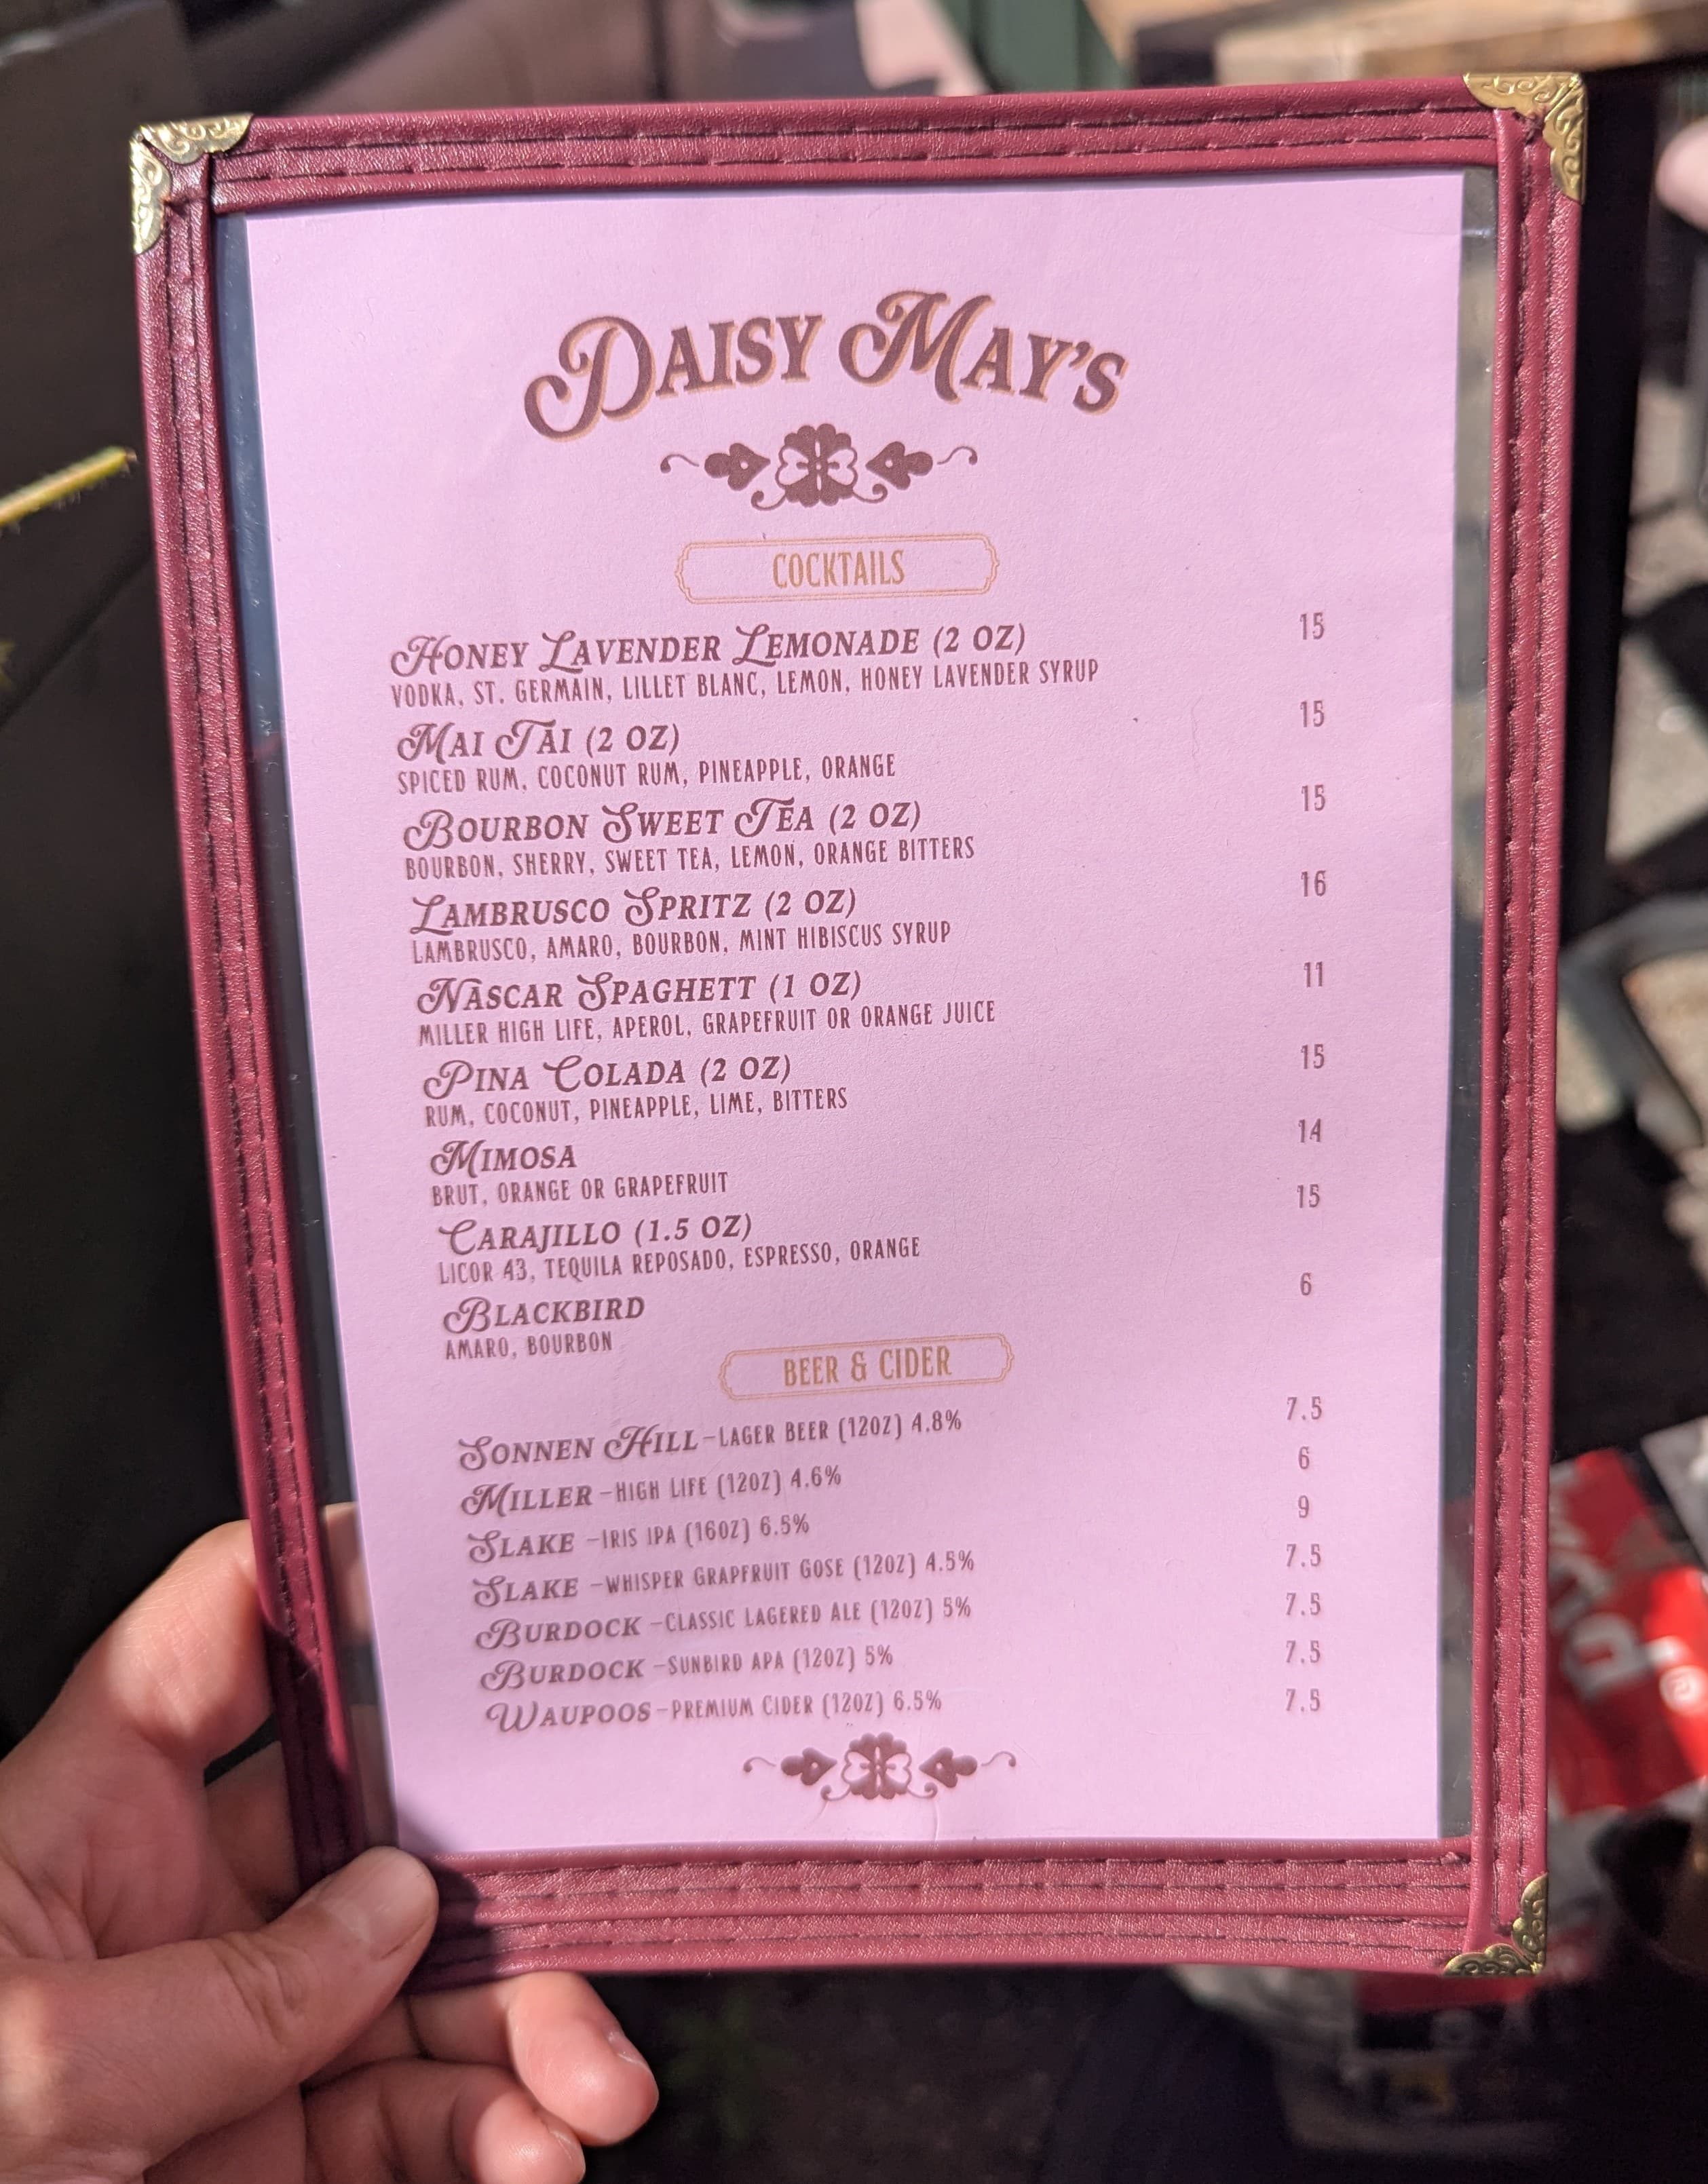 DAISY MAY'S
COCKTAILS
HONEY LAVENDER LEMONADE (2 OZ) 15
VODKA, ST. GERMAIN, LILLET BLANC, LEMON, HONEY LAVENDER SYRUP
MAI TAI (2 OZ) 15
SPICED RUM, COCONUT RUM, PINEAPPLE, ORANGE
BOURBON SWEET TEA (2 OZ) 15
BOURBON, SHERRY, SWEET TEA, LEMON, ORANGE BITTERS
LAMBRUSCO SPRITZ (2 OZ) 16
LAMBRUSCO, AMARO, BOURBON, MINT HIBISCUS SYRUP
NASCAR SPAGHETT (1 OZ) 11
MILLER HIGH LIFE, APEROL, GRAPEFRUIT OR ORANGE JUICE
PINA COLADA (2 OZ) 15
RUM, COCONUT, PINEAPPLE, LIME, BITTERS
MIMOSA 14
BRUT, ORANGE OR GRAPEFRUIT
CARAJILLO (1.5 OZ) 15
LICOR 43, TEQUILA REPOSADO, ESPRESSO, ORANGE
BLACKBIRD 6
AMARO, BOURBON
BEER & CIDER
SONNEN HILL-LAGER BEER (12OZ) 4.8% 7.5
MILLER -HIGH LIFE (12OZ) 4.6% 6
SLAKE -IRIS IPA (16OZ) 6.5% 9
SLAKE -WHISPER GRAPFRUIT GOSE (12OZ) 4.5% 7.5
BURDOCK -CLASSIC LAGERED ALE (12OZ) 5% 7.5
BURDOCK -SUNBIRD APA (12OZ) 5% 7.5
WAUPOOS-PREMIUM CIDER (12OZ) 6.5% 7.5